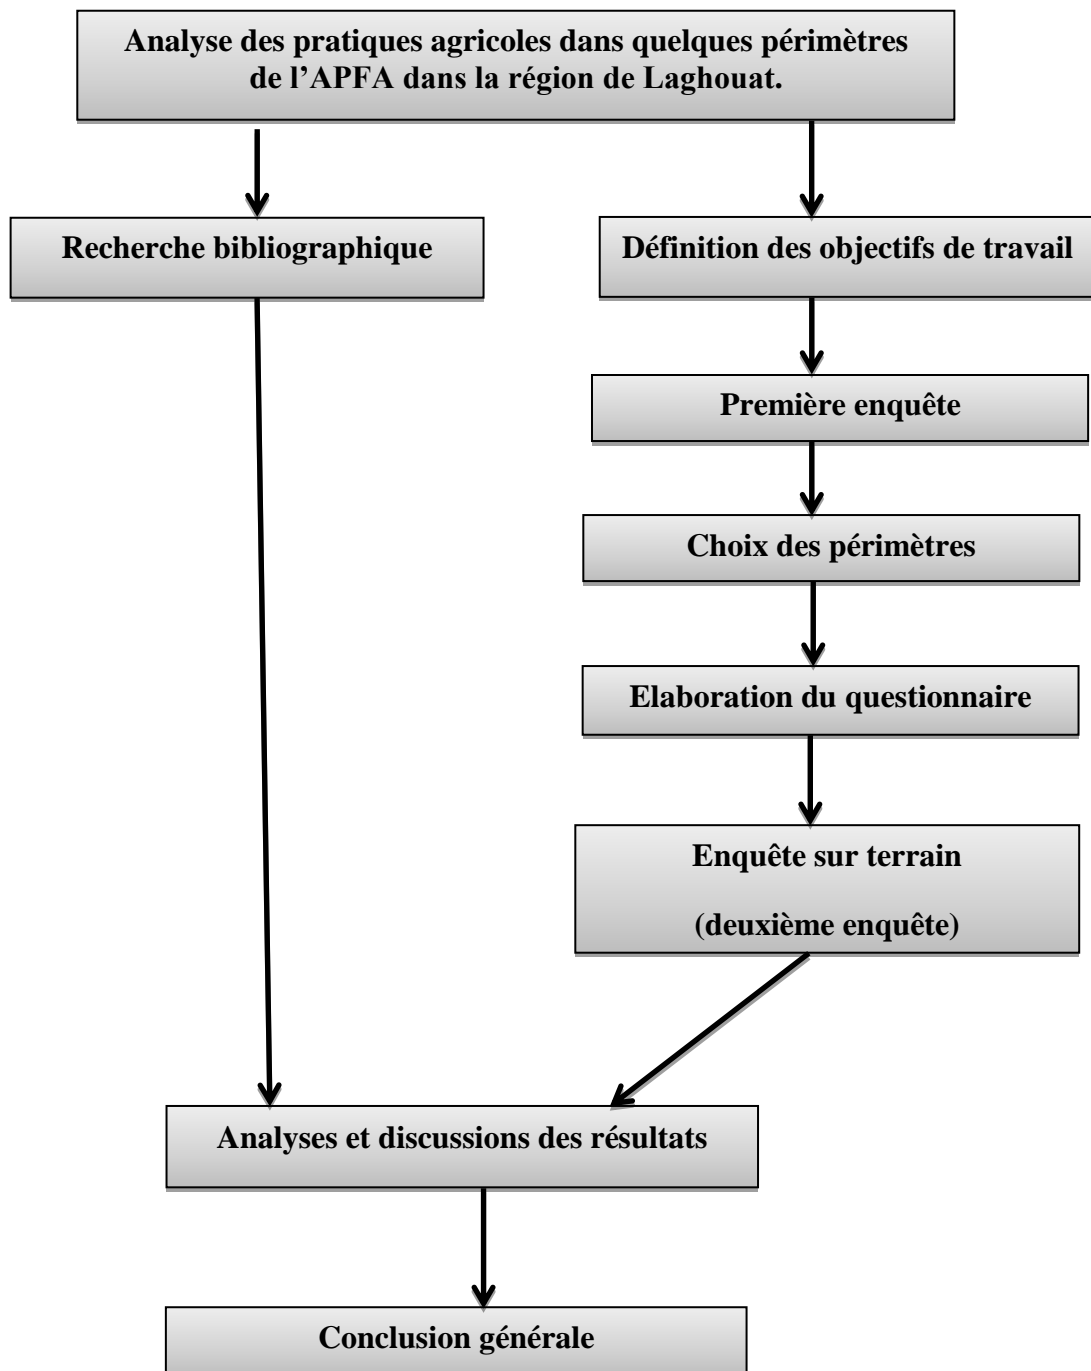 Analyse des pratiques agricoles dans quelques périmètres
de l’APFA dans la région de Laghouat.
Recherche bibliographique
Définition des objectifs de travail
Première enquête
Choix des périmètres
Elaboration du questionnaire
Enquête sur terrain
(deuxième enquête)
Analyses et discussions des résultats
Conclusion générale